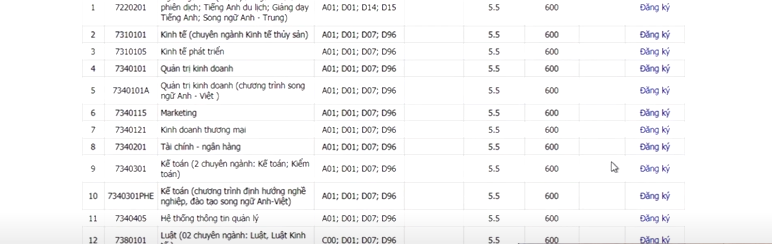 phiên dịch; Tiếng Anh du lịch; Giảng dạy
1 7220201 Tiếng Anh; Song ngữ Anh - Trung) A01; D01; D14; D15 5.5 600 Đăng ký
2 7310101 Kinh tế (chuyên ngành Kinh tế thủy sản) A01; D01; D07; D96 5.5 600 Đăng ký
3 7310105 Kinh tế phát triển A01; D01; D07; D96 5.5 600 Đăng ký
4 7340101 Quản trị kinh doanh A01; D01; D07; D96 5.5 600 Đăng ký
5 7340101A Quản trị kinh doanh (chương trình song
ngữ Anh - Việt ) A01; D01; D07; D96 5.5 600 Đăng ký
6 7340115 Marketing A01; D01; D07; D96 5.5 600 Đăng ký
7 7340121 Kinh doanh thương mại A01; D01; D07; D96 5.5 600 Đăng ký
8 7340201 Tài chính - ngân hàng A01; D01; D07; D96 5.5 600 Đăng ký
9 7340301 Kế toán (2 chuyên ngành: Kế toán; Kiểm
toán) A01; D01; D07; D96 5.5 600 Đăng ký
10 7340301PHE Kế toán (chương trình định hướng nghề
nghiệp, đào tạo song ngữ Anh-Việt) A01; D01; D07; D96 5.5 600 Đăng ký
11 7340405 Hệ thống thông tin quản lý A01; D01; D07; D96 5.5 600 Đăng ký
12 7380101 Luật (02 chuyên ngành: Luật, Luật Kinh C00; D01; D07; D96 5.5 600 Đăng ký